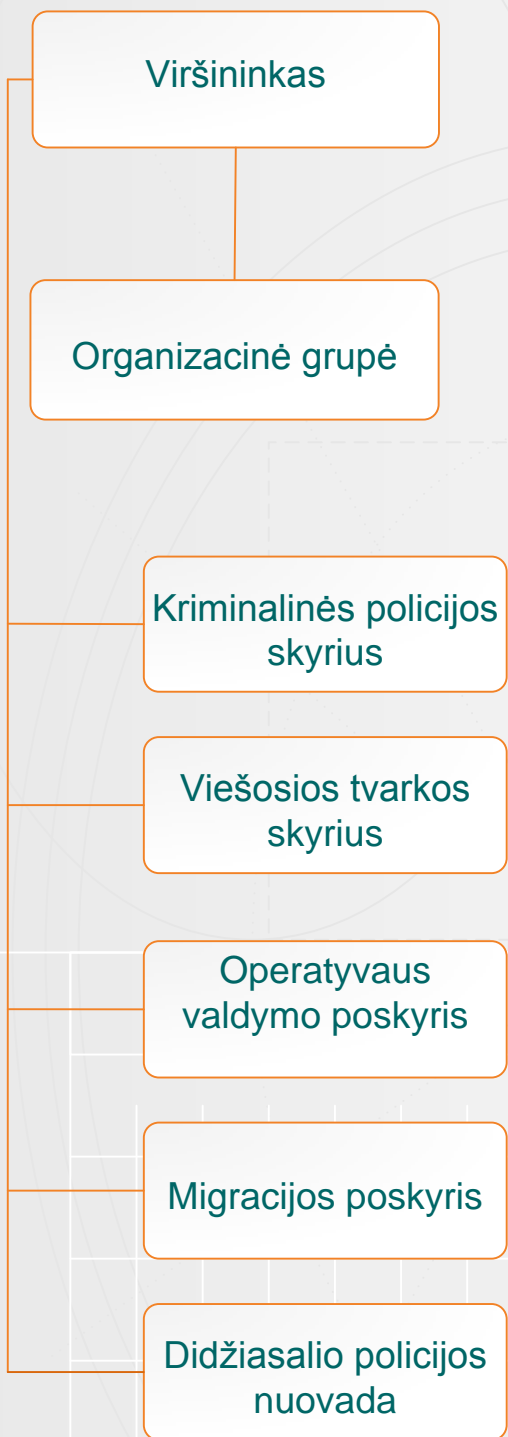 Viršininkas
Organizacinė grupė
Kriminalinės policijos
skyrius
Viešosios tvarkos
skyrius
Operatyvaus
valdymo poskyris
Migracijos poskyris
Didžiasalio policijos
nuovada